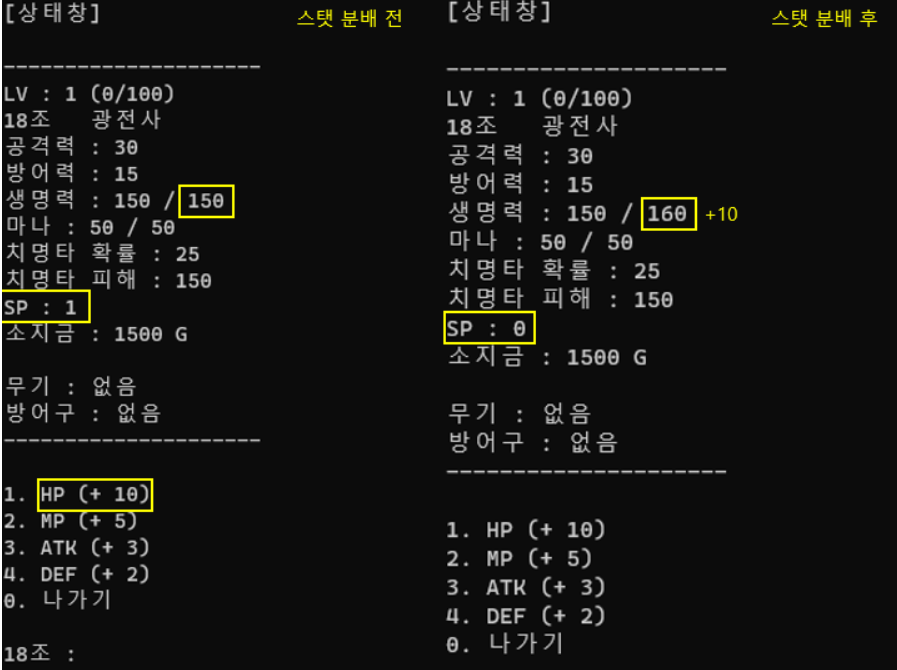 [상태창]
스탯 분배 전
---------------------
LV : 1 (0/100)
18조 광전사
공격력 : 30
방어력 : 15
생명력 : 150 / 150
마나 : 50 / 50
치명타 확률 : 25
치명타 피해 : 150
SP : 1
소지금 : 1500 G
무기 : 없음
방어구 : 없음
---------------------
1. HP (+ 10)
2. MP (+ 5)
3. ATK (+ 3)
4. DEF (+ 2)
0. 나가기
18조 :
[상태창]
스탯 분배 후
---------------------
LV : 1 (0/100)
18조 광전사
공격력 : 30
방어력 : 15
생명력 : 150 / 160 +10
마나 : 50 / 50
치명타 확률 : 25
치명타 피해 : 150
SP : 0
소지금 : 1500 G
무기 : 없음
방어구 : 없음
---------------------
1. HP (+ 10)
2. MP (+ 5)
3. ATK (+ 3)
4. DEF (+ 2)
0. 나가기